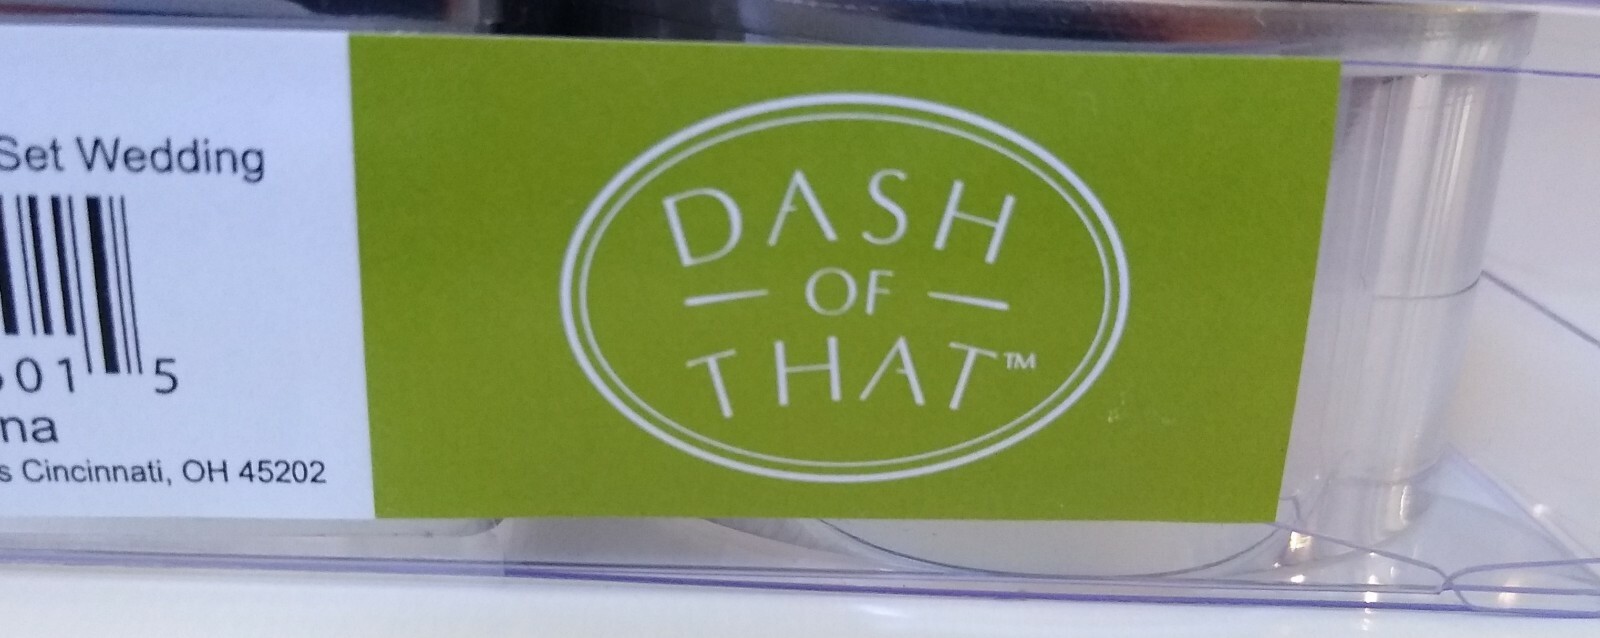 Set Wedding
01 5
na
s Cincinnati, OH 45202
DASH
OF
THAT™